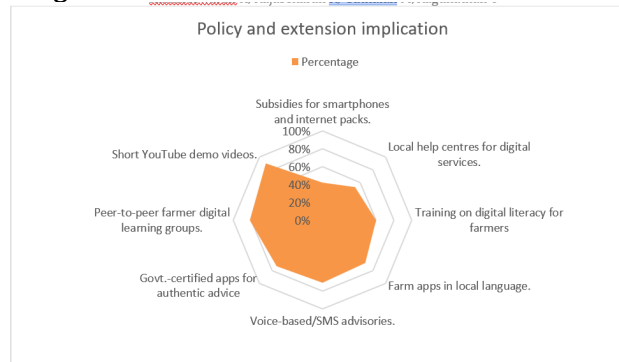 Policy and extension implication
Percentage
Subsidies for smartphones
and internet packs.
100%
80%
60%
40%
20%
0%
Local help centres for digital
services.
Training on digital literacy for
farmers
Farm apps in local language.
Voice-based/SMS advisories.
Govt.-certified apps for
authentic advice
Peer-to-peer farmer digital
learning groups.
Short YouTube demo videos.